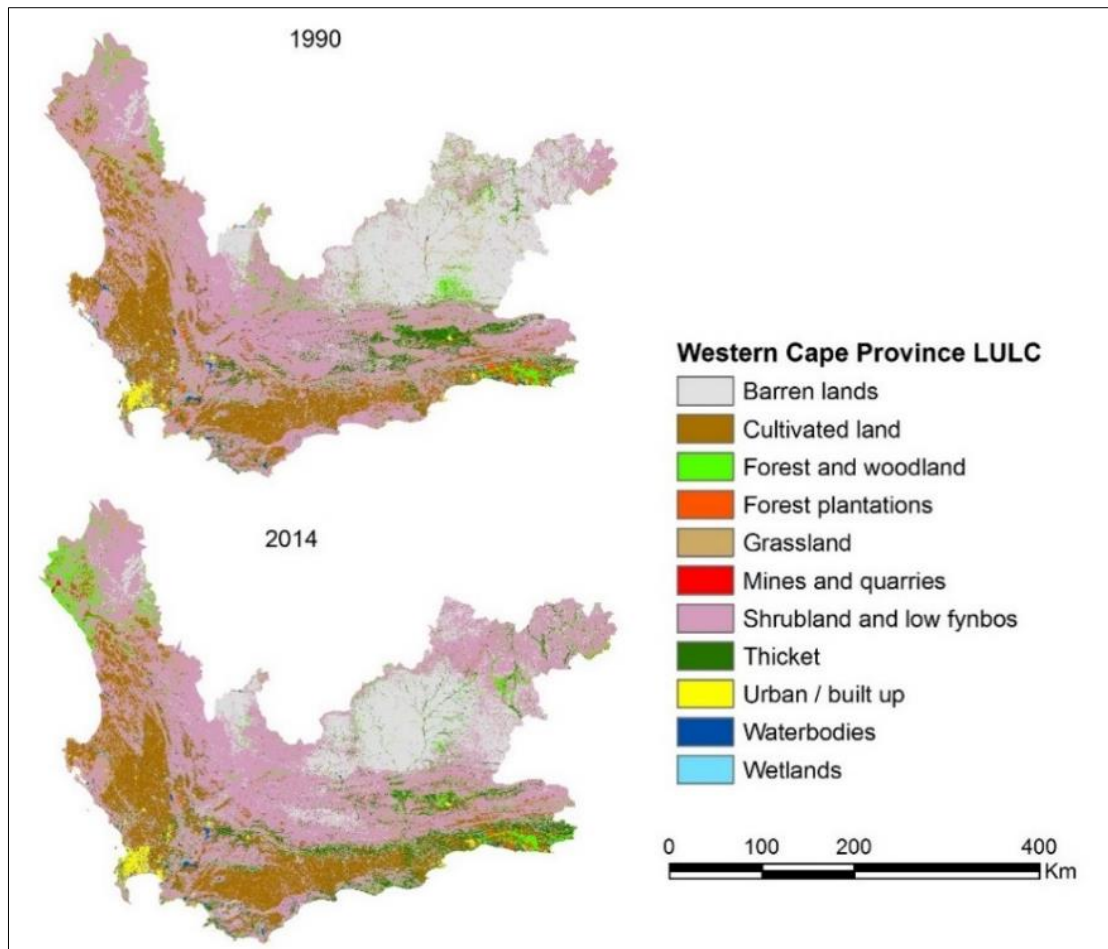 1990
2014
Western Cape Province LULC
Barren lands
Cultivated land
Forest and woodland
Forest plantations
Grassland
Mines and quarries
Shrubland and low fynbos
Thicket
Urban / built up
Waterbodies
Wetlands
0 100 200 400
Km